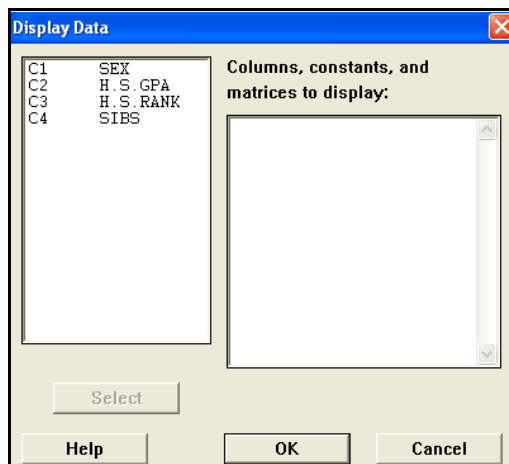 Display Data
C1 SEX
C2 H.S.GPA
C3 H.S.RANK
C4 SIBS
Columns, constants, and
matrices to display:
Select
Help
OK
Cancel